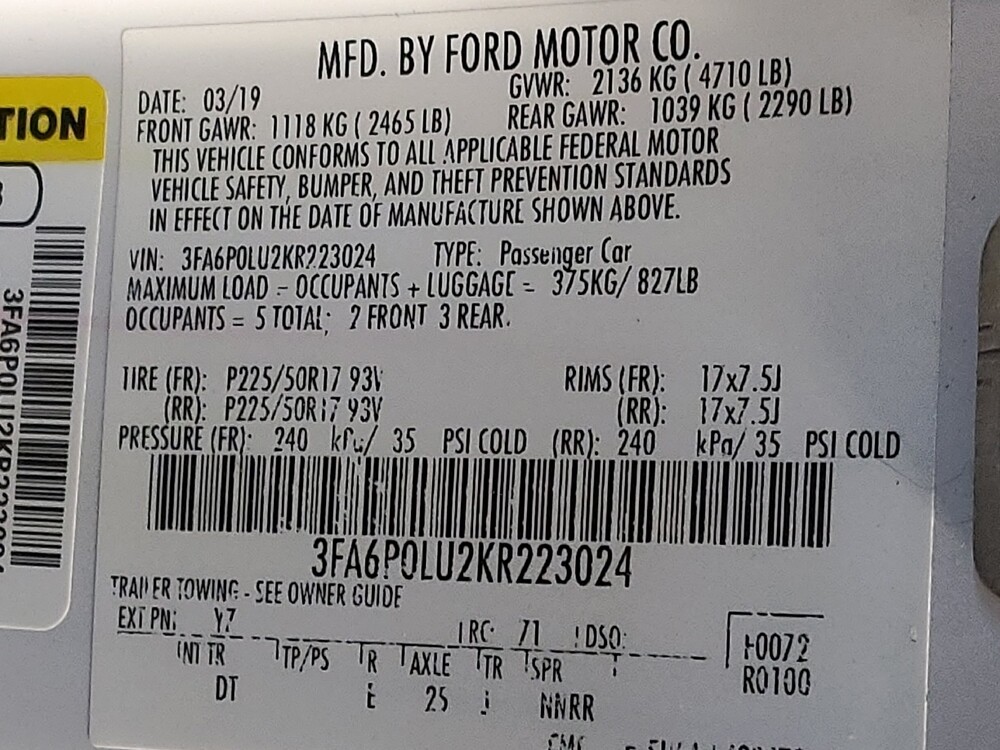 TION
MFD. BY FORD MOTOR CO.
DATE: 03/19 GVWR: 2136 KG ( 4710 LB)
FRONT GAWR: 1118 KG ( 2465 LB) REAR GAWR: 1039 KG ( 2290 LB)
THIS VEHICLE CONFORMS TO ALL APPLICABLE FEDERAL MOTOR
VEHICLE SAFETY, BUMPER, AND THEFT PREVENTION STANDARDS
IN EFFECT ON THE DATE OF MANUFACTURE SHOWN ABOVE.
VIN: 3FA6P0LU2KR223024 TYPE: Passenger Car
MAXIMUM LOAD - OCCUPANTS + LUGGAGE = 375KG/ 827LB
OCCUPANTS = 5 TOTAL; 2 FRONT 3 REAR.
TIRE (FR): P225/50R17 93V RIMS (FR): 17x7.5J
(RR): P225/50R17 93V (RR): 17x7.5J
PRESSURE (FR): 240 kPa/ 35 PSI COLD (RR): 240 kPa/ 35 PSI COLD
3FA6P0LU2KR223024
3FA6P0LU2KR223024
TRAILER TOWING - SEE OWNER GUIDE
EXT PNT: YZ RC: 71 DSO:
INT TR TP/PS R AXLE TR SPR F0072
DT E 25 J NNRR R0100